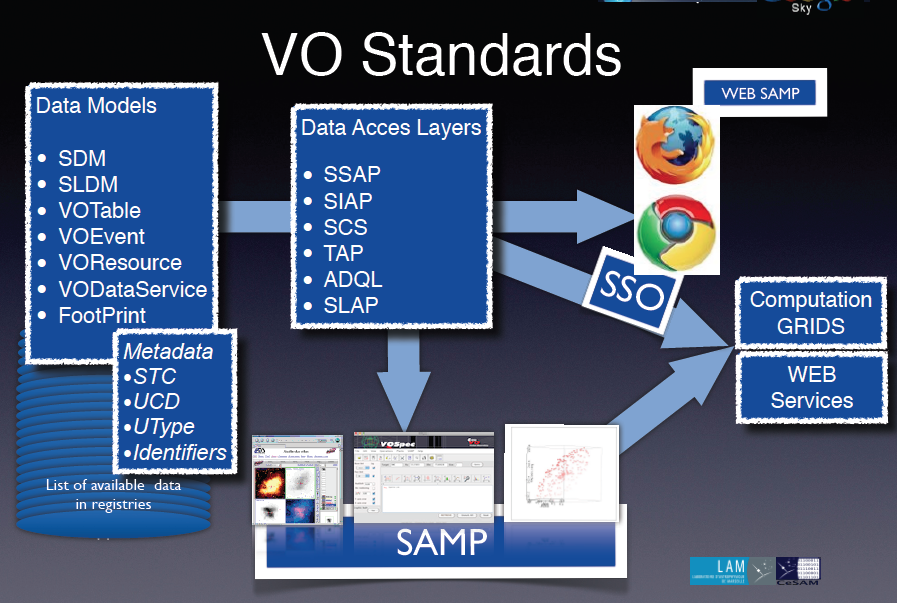 Sky
VO Standards
Data Models
• SDM
• SLDM
• VOTable
• VOEvent
• VOResource
• VODataService
• FootPrint
Metadata
•STC
•UCD
•UType
•Identifiers
List of available data
in registries
Data Acces Layers
• SSAP
• SIAP
• SCS
• TAP
• ADQL
• SLAP
WEB SAMP
SSO
Computation
GRIDS
WEB
Services
VOSpec
SAMP
LAM
CeSAM